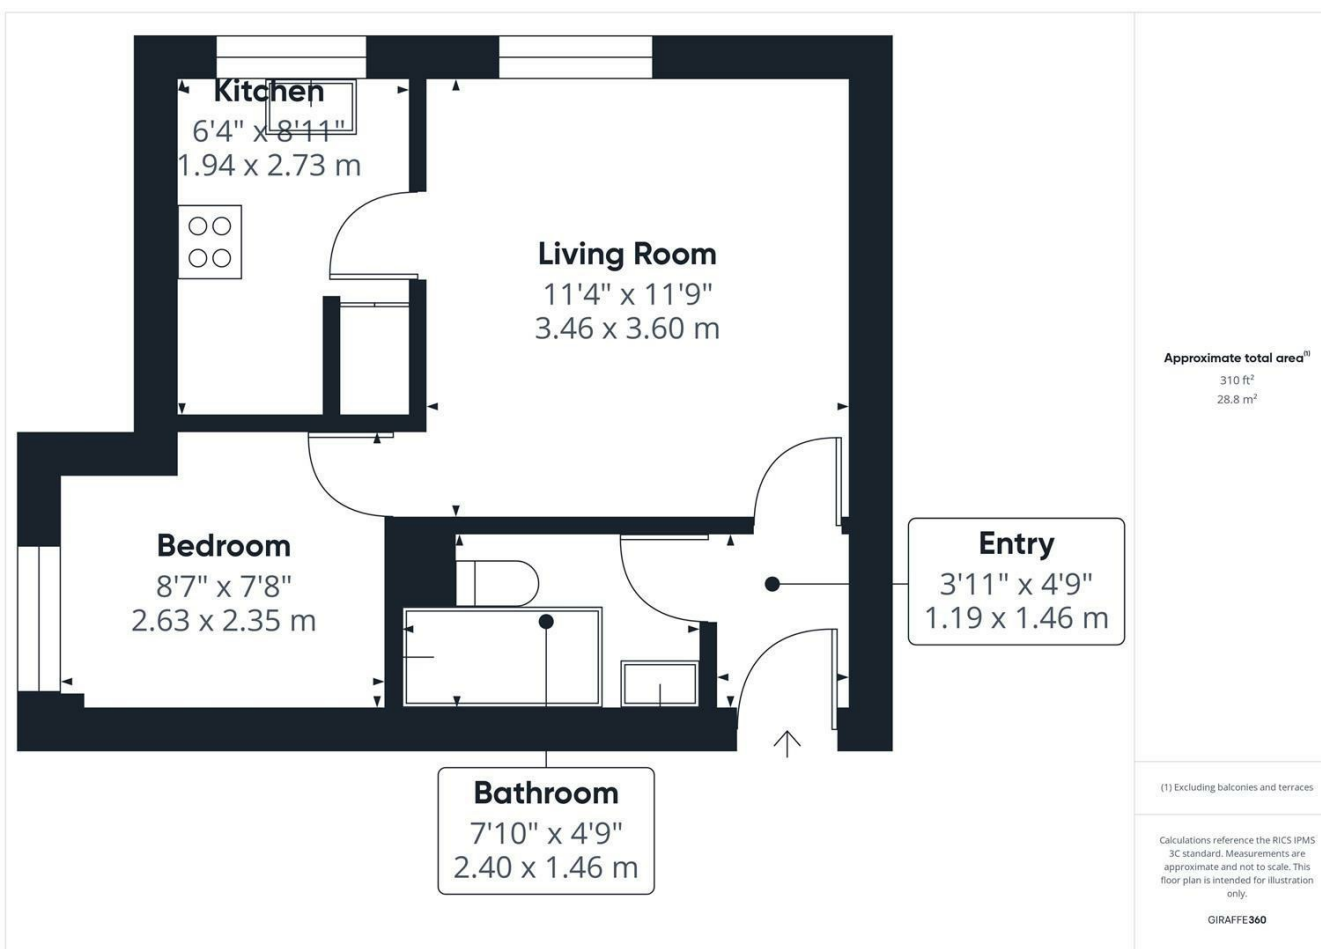 Kitchen
6'4" x 8'11"
1.94 x 2.73 m
Living Room
11'4" x 11'9"
3.46 x 3.60 m
Bedroom
8'7" x 7'8"
2.63 x 2.35 m
Entry
3'11" x 4'9"
1.19 x 1.46 m
Bathroom
7'10" x 4'9"
2.40 x 1.46 m
Approximate total area(1)
310 ft²
28.8 m²
(1) Excluding balconies and terraces
Calculations reference the RICS IPMS
3C standard. Measurements are
approximate and not to scale. This
floor plan is intended for illustration
only.
GIRAFFE360